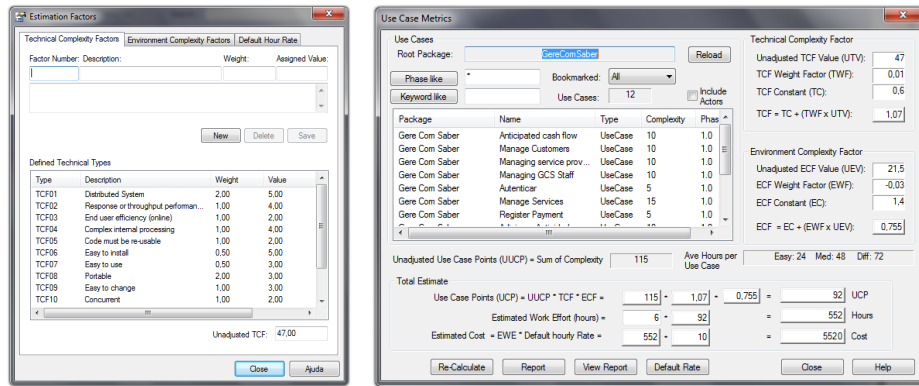 Estimation Factors
Technical Complexity Factors Environment Complexity Factors Default Hour Rate
Factor Number: Description: Weight: Assigned Value:
New Delete Save
Defined Technical Types
Type Description Weight Value
TCF01 Distributed System 2,00 5,00
TCF02 Response or throughput performan... 1,00 4,00
TCF03 End user efficiency (online) 1,00 2,00
TCF04 Complex internal processing 1,00 4,00
TCF05 Code must be re-usable 1,00 2,00
TCF06 Easy to install 0,50 5,00
TCF07 Easy to use 0,50 3,00
TCF08 Portable 2,00 3,00
TCF09 Easy to change 1,00 3,00
TCF10 Concurrent 1,00 2,00
Unadjusted TCF: 47,00
Close Ajuda
Use Case Metrics
Use Cases
Root Package: GereComSaber Reload
Phase like * Bookmarked: All
Keyword like Use Cases: 12 Include Actors
Package Name Type Complexity Phas
Gere Com Saber Anticipated cash flow UseCase 10 1.0
Gere Com Saber Manage Customers UseCase 10 1.0
Gere Com Saber Managing service prov... UseCase 10 1.0
Gere Com Saber Managing GCS Staff UseCase 10 1.0
Gere Com Saber Autenticar UseCase 5 1.0
Gere Com Saber Manage Services UseCase 15 1.0
Gere Com Saber Register Payment UseCase 5 1.0
Technical Complexity Factor
Unadjusted TCF Value (UTV): 47
TCF Weight Factor (TWF): 0,01
TCF Constant (TC): 0,6
TCF = TC + (TWF x UTV): 1,07
Environment Complexity Factor
Unadjusted ECF Value (UEV): 21,5
ECF Weight Factor (EWF): -0,03
ECF Constant (EC): 1,4
ECF = EC + (EWF x UEV): 0,755
Unadjusted Use Case Points (UUCP) = Sum of Complexity 115 Ave Hours per Use Case Easy: 24 Med: 48 Diff: 72
Total Estimate
Use Case Points (UCP) = UUCP * TCF * ECF = 115 * 1,07 * 0,755 = 92 UCP
Estimated Work Effort (hours) = 6 * 92 = 552 Hours
Estimated Cost = EWE * Default hourly Rate = 552 * 10 = 5520 Cost
Re-Calculate Report View Report Default Rate Close Help